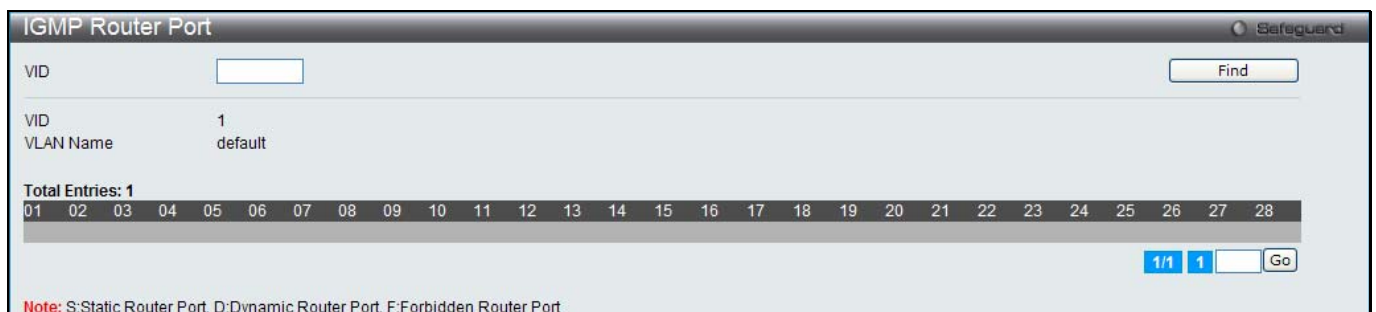 IGMP Router Port Safeguard
VID Find
VID 1
VLAN Name default
Total Entries: 1
01 02 03 04 05 06 07 08 09 10 11 12 13 14 15 16 17 18 19 20 21 22 23 24 25 26 27 28
1/1 1 Go
Note: S:Static Router Port, D:Dynamic Router Port, F:Forbidden Router Port